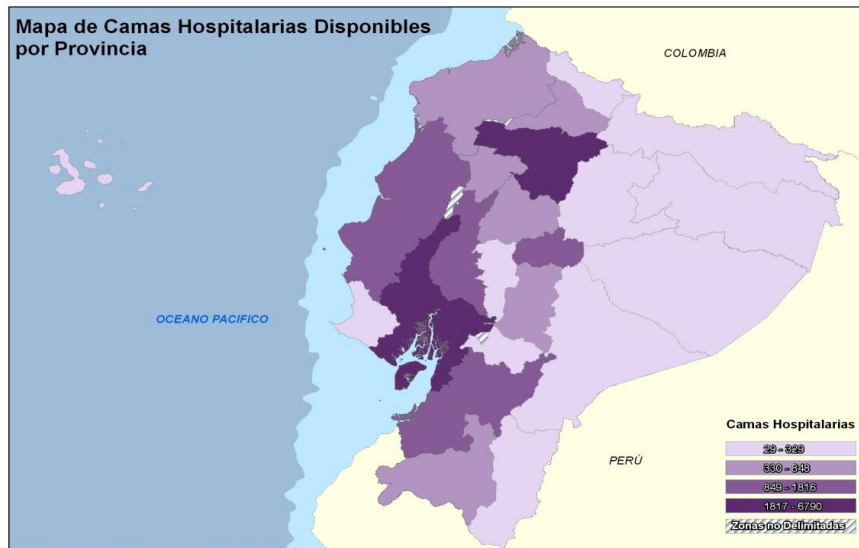 Mapa de Camas Hospitalarias Disponibles
por Provincia
COLOMBIA
OCEANO PACIFICO
PERÚ
Camas Hospitalarias
29 - 329
330 - 848
849 - 1816
1817 - 6790
Zonas no Delimitadas